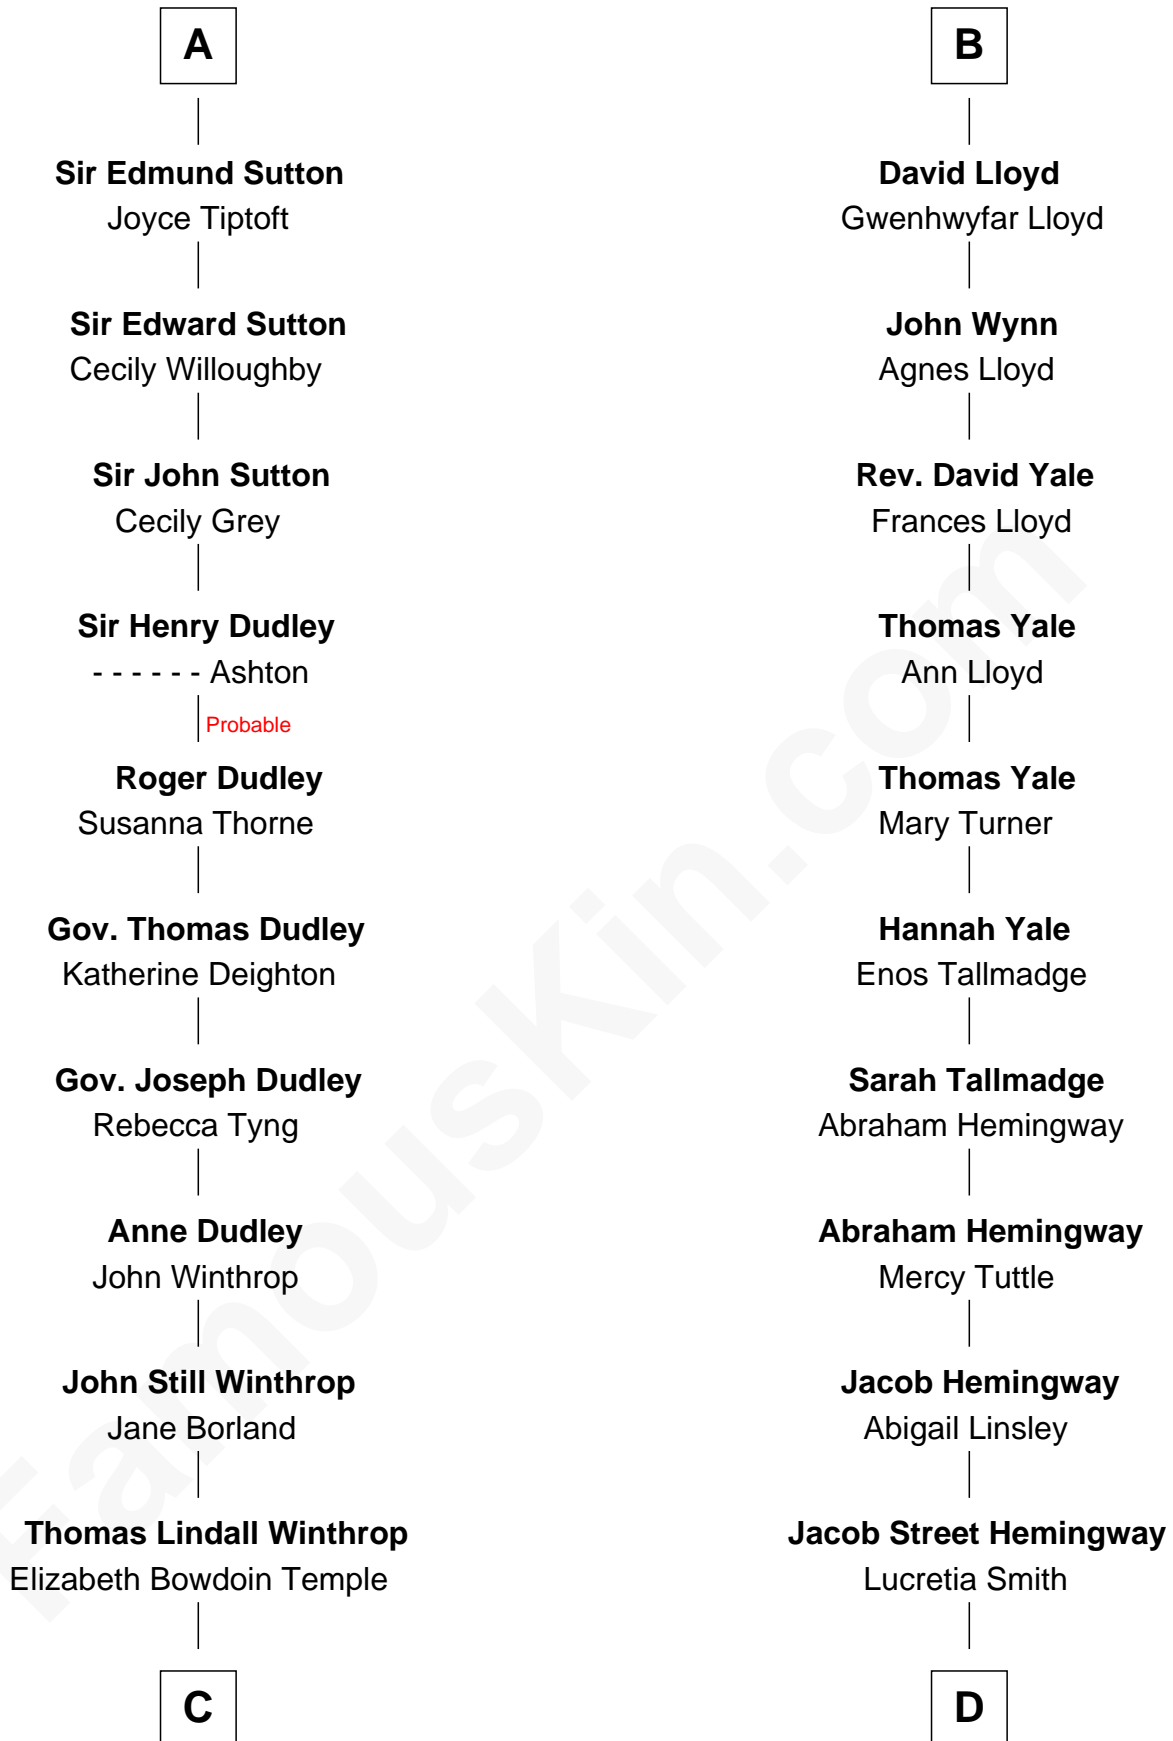 A
Sir Edmund Sutton
Joyce Tiptoft
Sir Edward Sutton
Cecily Willoughby
Sir John Sutton
Cecily Grey
Sir Henry Dudley
- - - - - - Ashton
Probable
Roger Dudley
Susanna Thorne
Gov. Thomas Dudley
Katherine Deighton
Gov. Joseph Dudley
Rebecca Tyng
Anne Dudley
John Winthrop
John Still Winthrop
Jane Borland
Thomas Lindall Winthrop
Elizabeth Bowdoin Temple
C
B
David Lloyd
Gwenhwyfar Lloyd
John Wynn
Agnes Lloyd
Rev. David Yale
Frances Lloyd
Thomas Yale
Ann Lloyd
Thomas Yale
Mary Turner
Hannah Yale
Enos Tallmadge
Sarah Tallmadge
Abraham Hemingway
Abraham Hemingway
Mercy Tuttle
Jacob Hemingway
Abigail Linsley
Jacob Street Hemingway
Lucretia Smith
D
FamousKin.com